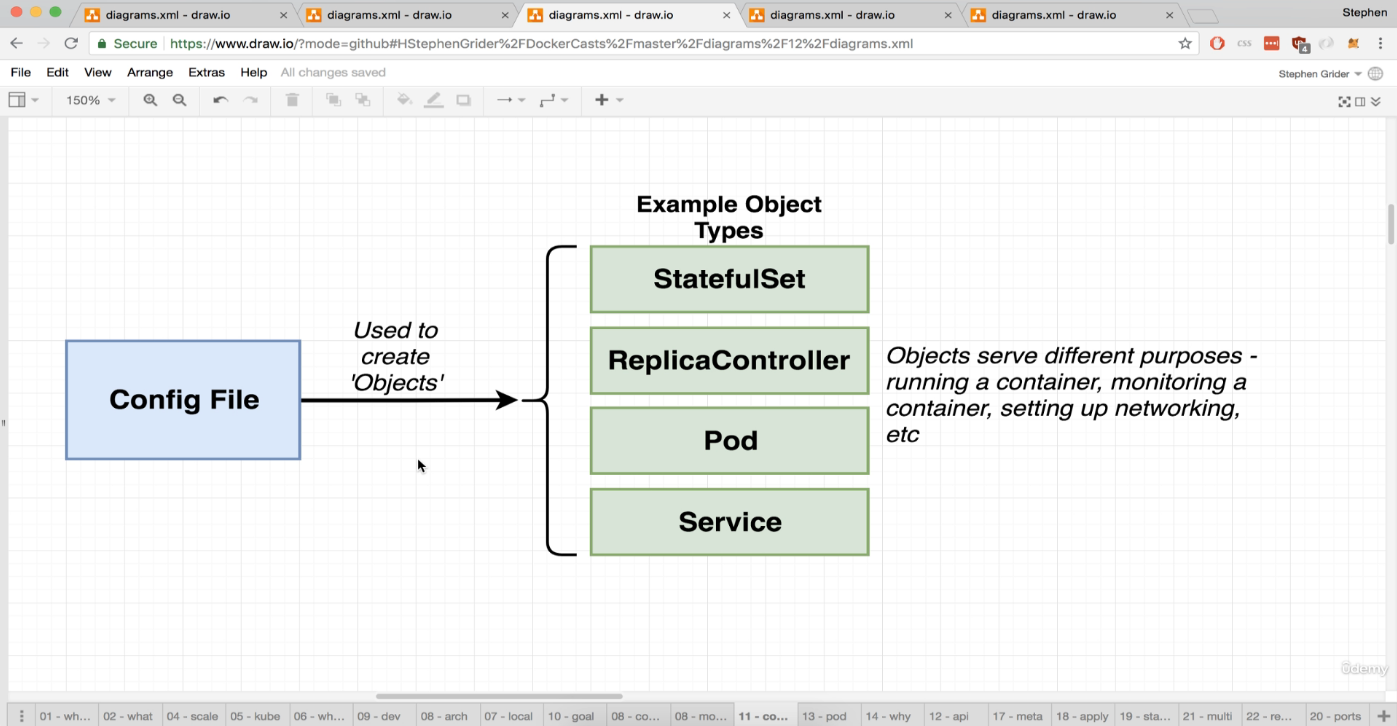 diagrams.xml - draw.io diagrams.xml - draw.io diagrams.xml - draw.io diagrams.xml - draw.io diagrams.xml - draw.io Stephen
Secure https://www.draw.io/?mode=github#HStephenGrider%2FDockerCasts%2Fmaster%2Fdiagrams%2F12%2Fdiagrams.xml CSS 4
File Edit View Arrange Extras Help All changes saved Stephen Grider
150%
Example Object
Types
StatefulSet
ReplicaController
Pod
Service
Used to
create
'Objects'
Config File
Objects serve different purposes -
running a container, monitoring a
container, setting up networking,
etc
ûdemy
01 - wh... 02 - what 04 - scale 05 - kube 06 - wh... 09 - dev 08 - arch 07 - local 10 - goal 08 - co... 08 - mo... 11 - co... 13 - pod 14 - why 12 - api 17 - meta 18 - apply 19 - sta... 21 - multi 22 - re... 20 - ports